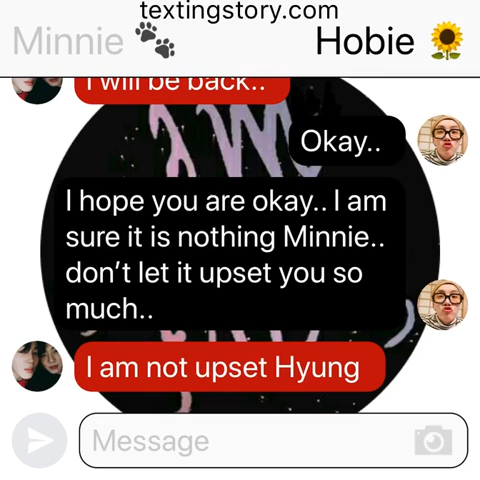 textingstory.com
Minnie 🐾 Hobie 🌻
I will be back..
Okay..
I hope you are okay.. I am
sure it is nothing Minnie..
don't let it upset you so
much..
I am not upset Hyung
Message